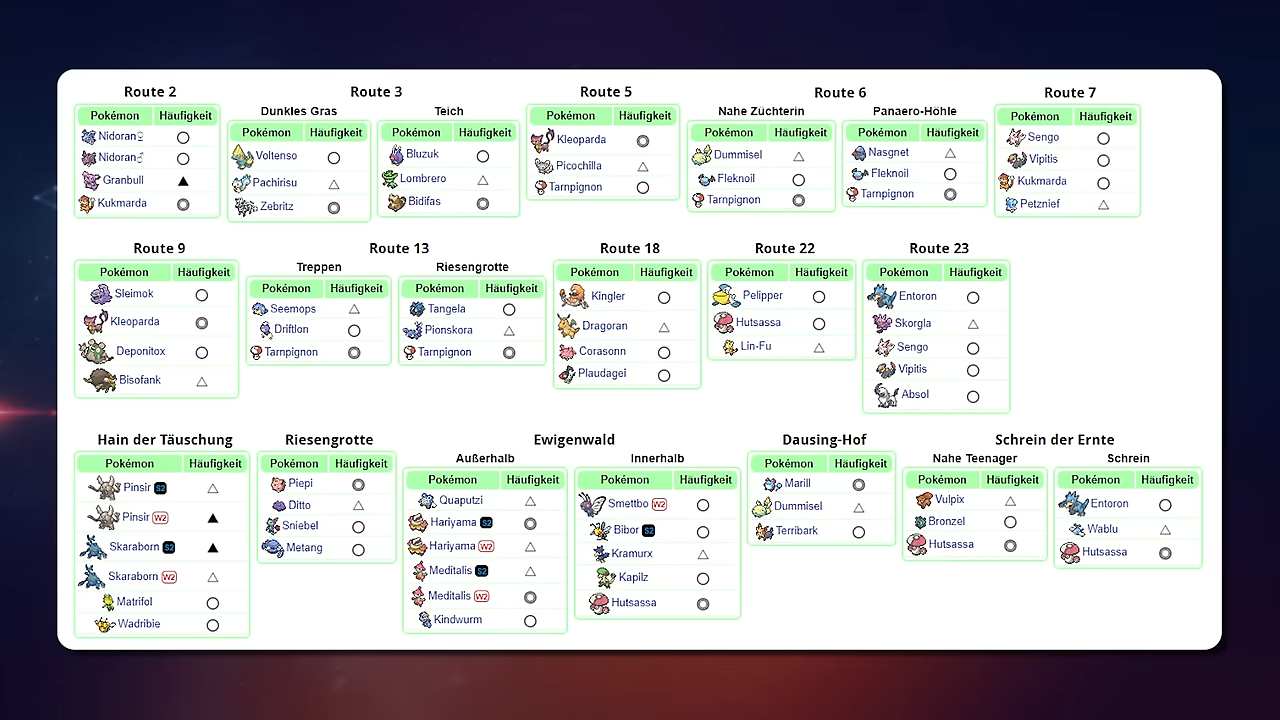 Route 2
Pokémon Häufigkeit
Nidoran♀ ○
Nidoran♂ ○
Granbull ▲
Kukmarda ◎
Route 3
Dunkles Gras
Pokémon Häufigkeit
Voltenso ○
Pachirisu △
Zebritz ◎
Teich
Pokémon Häufigkeit
Bluzuk ○
Lombrero △
Bidifas ◎
Route 5
Pokémon Häufigkeit
Kleoparda ◎
Picochilla △
Tarnpignon ○
Route 6
Nahe Züchterin
Pokémon Häufigkeit
Dummisel △
Fleknoil ○
Tarnpignon ◎
Panaero-Höhle
Pokémon Häufigkeit
Nasgnet △
Fleknoil ○
Tarnpignon ◎
Route 7
Pokémon Häufigkeit
Sengo ○
Vipitis ○
Kukmarda ○
Petznief △
Route 9
Pokémon Häufigkeit
Sleimok ○
Kleoparda ◎
Deponitox ○
Bisofank △
Route 13
Treppen
Pokémon Häufigkeit
Seemops △
Driftlon ○
Tarnpignon ◎
Riesengrotte
Pokémon Häufigkeit
Tangela ○
Pionskora △
Tarnpignon ◎
Route 18
Pokémon Häufigkeit
Kingler ○
Dragoran △
Corasonn ○
Plaudagei ○
Route 22
Pokémon Häufigkeit
Pelipper ○
Hutsassa ○
Lin-Fu △
Route 23
Pokémon Häufigkeit
Entoron ○
Skorgla △
Sengo ○
Vipitis ○
Absol ○
Hain der Täuschung
Pokémon Häufigkeit
Pinsir S2 △
Pinsir W2 ▲
Skaraborn S2 ▲
Skaraborn W2 △
Matrifol ○
Wadribie ○
Riesengrotte
Pokémon Häufigkeit
Piepi ◎
Ditto △
Sniebel ○
Metang ○
Ewigenwald
Außerhalb
Pokémon Häufigkeit
Quaputzi △
Hariyama S2 ◎
Hariyama W2 △
Meditalis S2 △
Meditalis W2 ◎
Kindwurm ○
Innerhalb
Pokémon Häufigkeit
Smettbo W2 ○
Bibor S2 ○
Kramurx △
Kapilz ○
Hutsassa ◎
Dausing-Hof
Pokémon Häufigkeit
Marill ◎
Dummisel △
Terribark ○
Schrein der Ernte
Nahe Teenager
Pokémon Häufigkeit
Vulpix △
Bronzel ○
Hutsassa ◎
Schrein
Pokémon Häufigkeit
Entoron ○
Wablu △
Hutsassa ◎